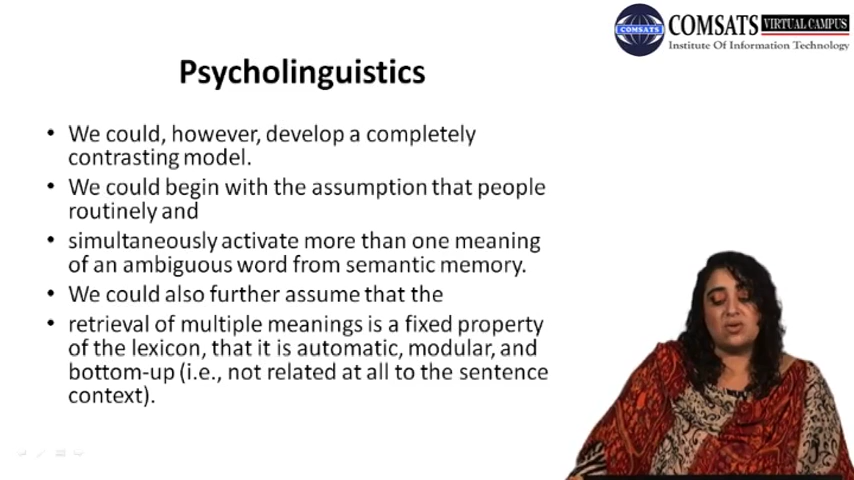 COMSATS
COMSATS VIRTUAL CAMPUS
Institute Of Information Technology
Psycholinguistics
• We could, however, develop a completely
contrasting model.
• We could begin with the assumption that people
routinely and
• simultaneously activate more than one meaning
of an ambiguous word from semantic memory.
• We could also further assume that the
• retrieval of multiple meanings is a fixed property
of the lexicon, that it is automatic, modular, and
bottom-up (i.e., not related at all to the sentence
context).